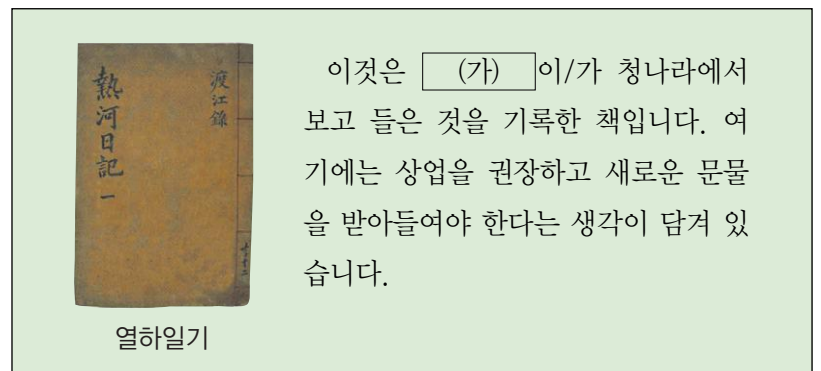 熱河日記 一
渡江錄
열하일기
이것은 (가) 이/가 청나라에서
보고 들은 것을 기록한 책입니다. 여
기에는 상업을 권장하고 새로운 문물
을 받아들여야 한다는 생각이 담겨 있
습니다.